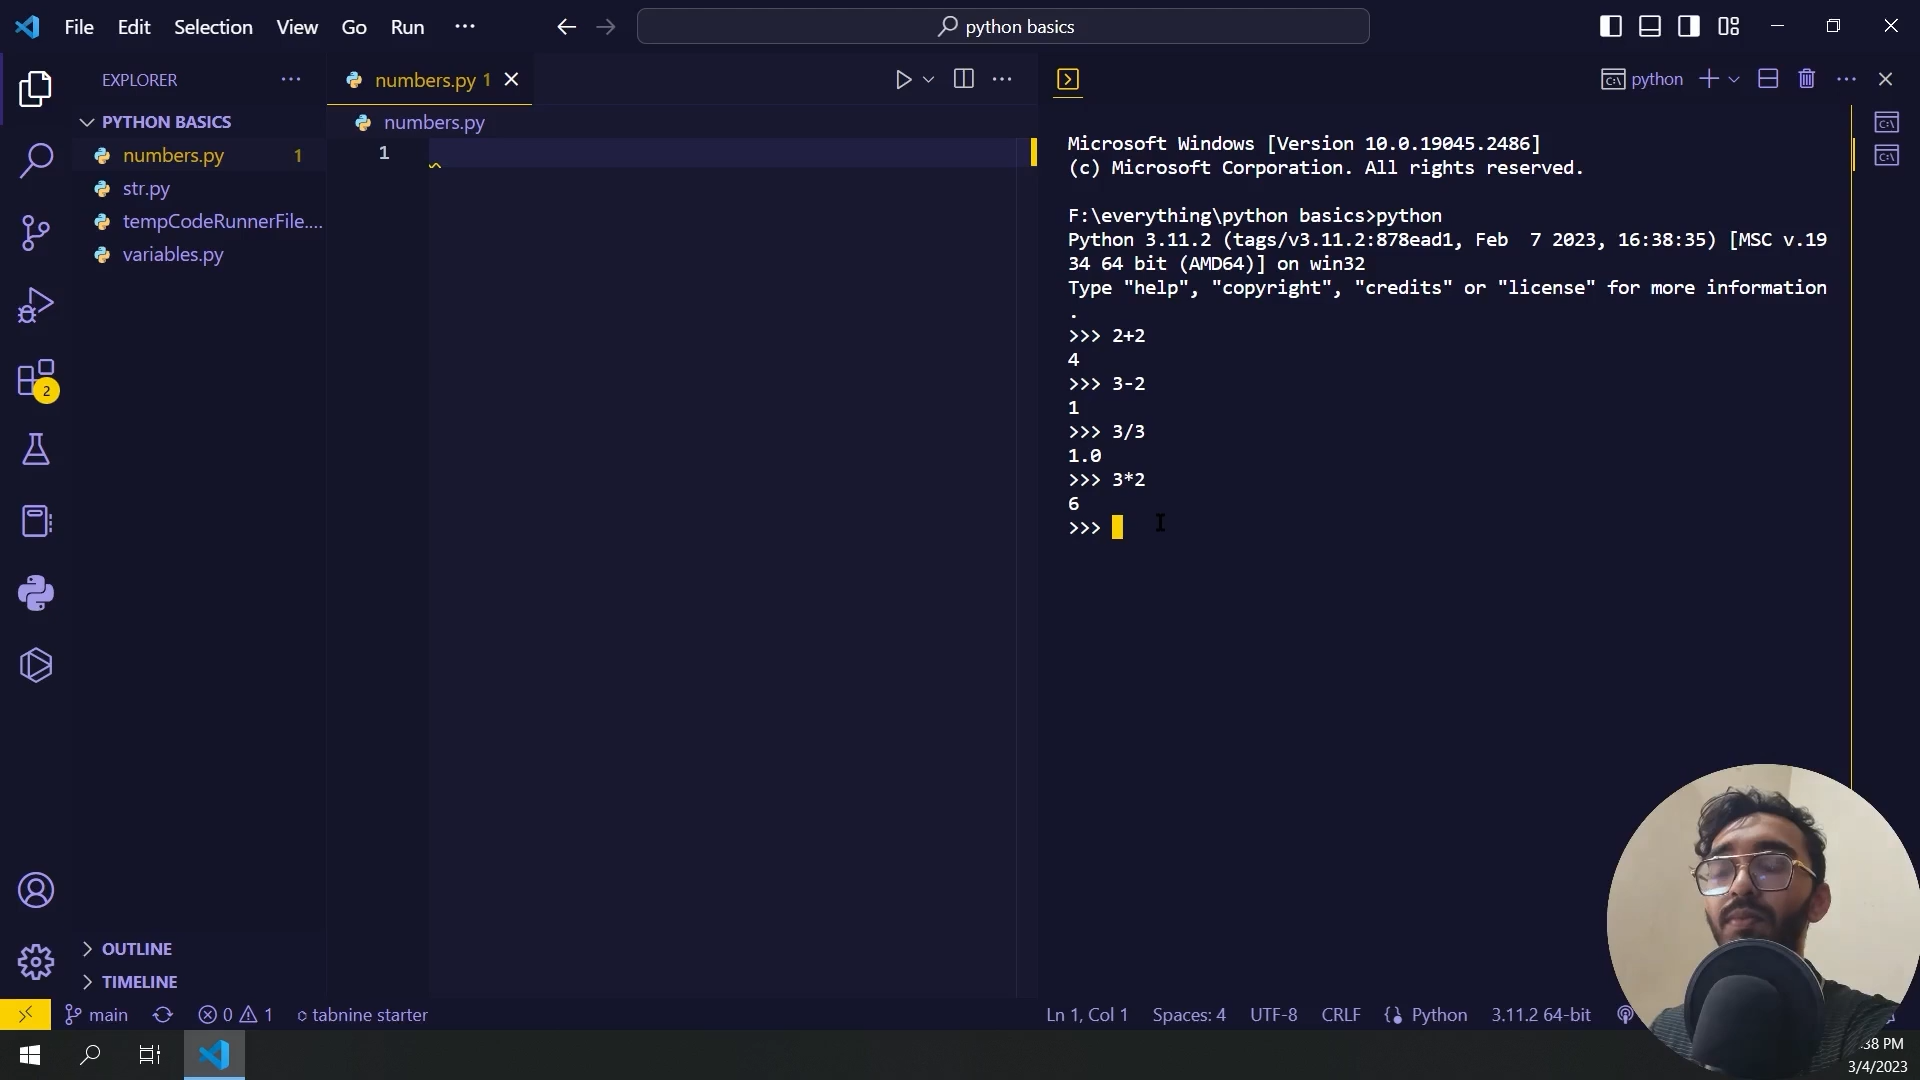 File Edit Selection View Go Run ···
python basics
EXPLORER
PYTHON BASICS
numbers.py 1
str.py
tempCodeRunnerFile....
variables.py
OUTLINE
TIMELINE
2
numbers.py 1
numbers.py
1
python
Microsoft Windows [Version 10.0.19045.2486]
(c) Microsoft Corporation. All rights reserved.
F:\everything\python basics>python
Python 3.11.2 (tags/v3.11.2:878ead1, Feb  7 2023, 16:38:35) [MSC v.19
34 64 bit (AMD64)] on win32
Type "help", "copyright", "credits" or "license" for more information
.
>>> 2+2
4
>>> 3-2
1
>>> 3/3
1.0
>>> 3*2
6
>>>
main 0 1 tabnine starter
Ln 1, Col 1 Spaces: 4 UTF-8 CRLF Python 3.11.2 64-bit
:38 PM
3/4/2023